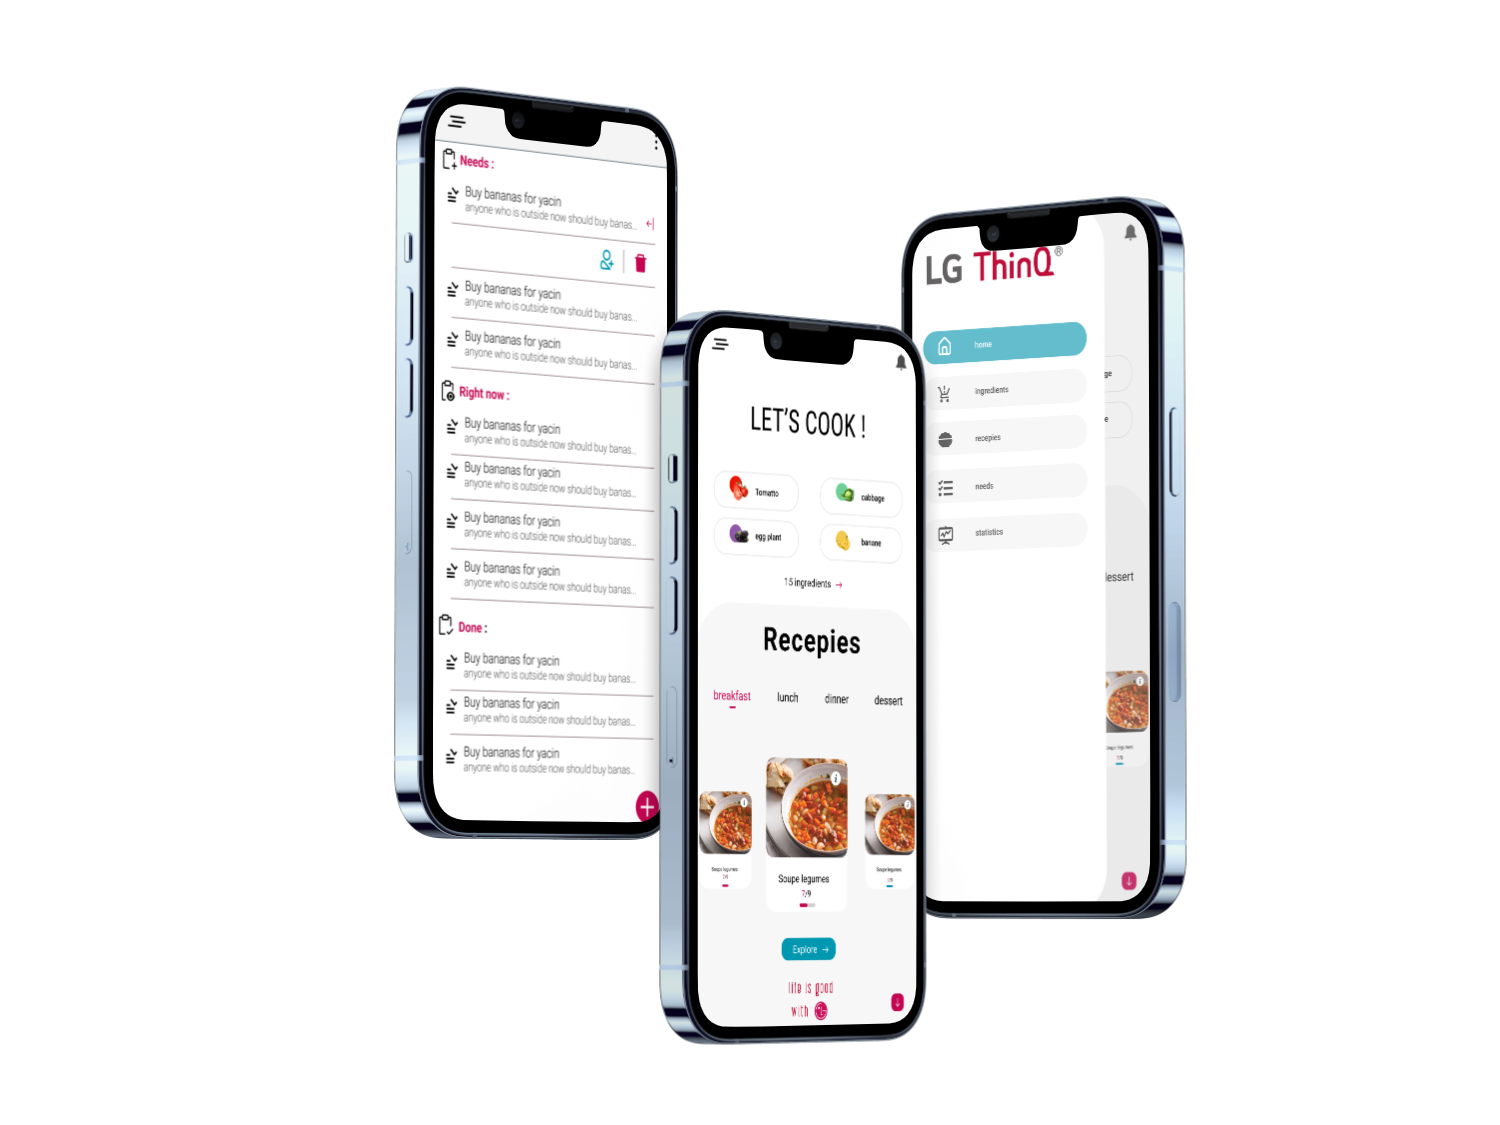 Needs :
Buy bananas for yacin
anyone who is outside now should buy banas...
Buy bananas for yacin
anyone who is outside now should buy banas...
Buy bananas for yacin
anyone who is outside now should buy banas...
Right now :
Buy bananas for yacin
anyone who is outside now should buy banas...
Buy bananas for yacin
anyone who is outside now should buy banas...
Buy bananas for yacin
anyone who is outside now should buy banas...
Buy bananas for yacin
anyone who is outside now should buy banas...
Done :
Buy bananas for yacin
anyone who is outside now should buy banas...
Buy bananas for yacin
anyone who is outside now should buy banas...
Buy bananas for yacin
anyone who is outside now should buy banas...
LET'S COOK !
Tomatto
cabbage
egg plant
banane
15 ingredients →
Recepies
breakfast lunch dinner dessert
Soupe legumes
7/9
Soupe legumes
7/9
Soupe legumes
Explore →
life is good
with LG
LG ThinQ®
home
ingredients
recepies
needs
statistics
ge
e
lessert
7/9